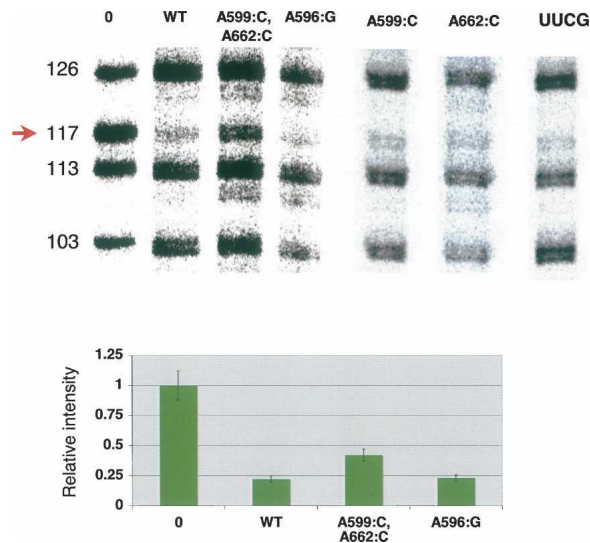 0 WT A599:C, A596:G A599:C A662:C UUCG
A662:C
126
117
113
103
1.25
1
0.75
0.5
0.25
0
Relative intensity
0 WT A599:C, A596:G
A662:C